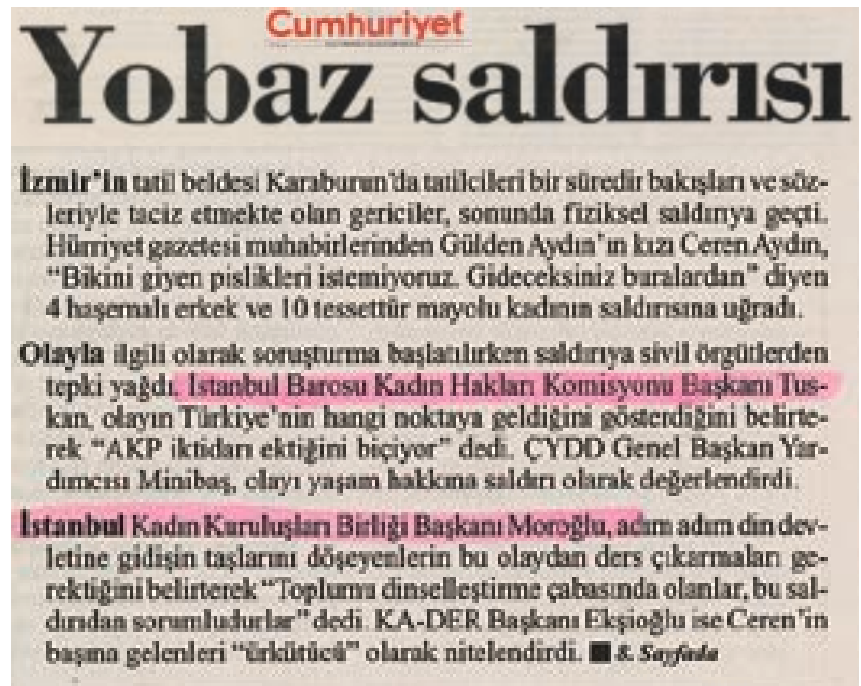 Cumhuriyet
Yobaz saldırısı
İzmir'in tatil beldesi Karaburun'da tatilcileri bir süredir bakışları ve söz-
leriyle taciz etmekte olan gericiler, sonunda fiziksel saldırıya geçti.
Hürriyet gazetesi muhabirlerinden Gülden Aydın'ın kızı Ceren Aydın,
"Bikini giyen pislikleri istemiyoruz. Gideceksiniz buralardan" diyen
4 haşemalı erkek ve 10 tessettür mayolu kadının saldırısına uğradı.
Olayla ilgili olarak soruşturma başlatılırken saldırıya sivil örgütlerden
tepki yağdı. İstanbul Barosu Kadın Hakları Komisyonu Başkanı Tus-
kan, olayın Türkiye'nin hangi noktaya geldiğini gösterdiğini belirte-
rek "AKP iktidarı ektiğini biçiyor" dedi. ÇYDD Genel Başkan Yar-
dımcısı Minibaş, olayı yaşam hakkına saldırı olarak değerlendirdi.
İstanbul Kadın Kuruluşları Birliği Başkanı Moroğlu, adım adım din dev-
letine gidişin taşlarını döşeyenlerin bu olaydan ders çıkarmaları ge-
rektiğini belirterek "Toplumu dinselleştirme çabasında olanlar, bu sal-
dırıdan sorumludurlar" dedi. KA-DER Başkanı Ekşioğlu ise Ceren'in
başına gelenleri "ürkütücü" olarak nitelendirdi. ■ 8. Sayfada